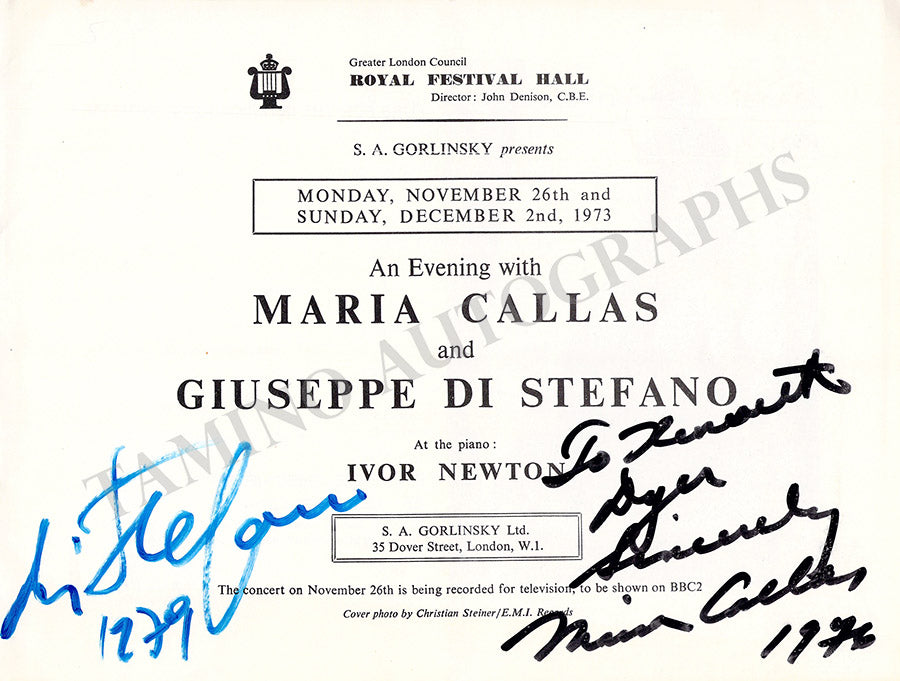 Greater London Council
ROYAL FESTIVAL HALL
Director: John Denison, C.B.E.
S. A. GORLINSKY presents
MONDAY, NOVEMBER 26th and
SUNDAY, DECEMBER 2nd, 1973
An Evening with
MARIA CALLAS
and
GIUSEPPE DI STEFANO
At the piano:
IVOR NEWTON
S. A. GORLINSKY Ltd.
35 Dover Street, London, W.1.
The concert on November 26th is being recorded for television, to be shown on BBC2
Cover photo by Christian Steiner/E.M.I. Records
To Kenneth
Dyer
Sincerely
Maria Callas
1976
Di Stefano
1979
TAMINO AUTOGRAPHS